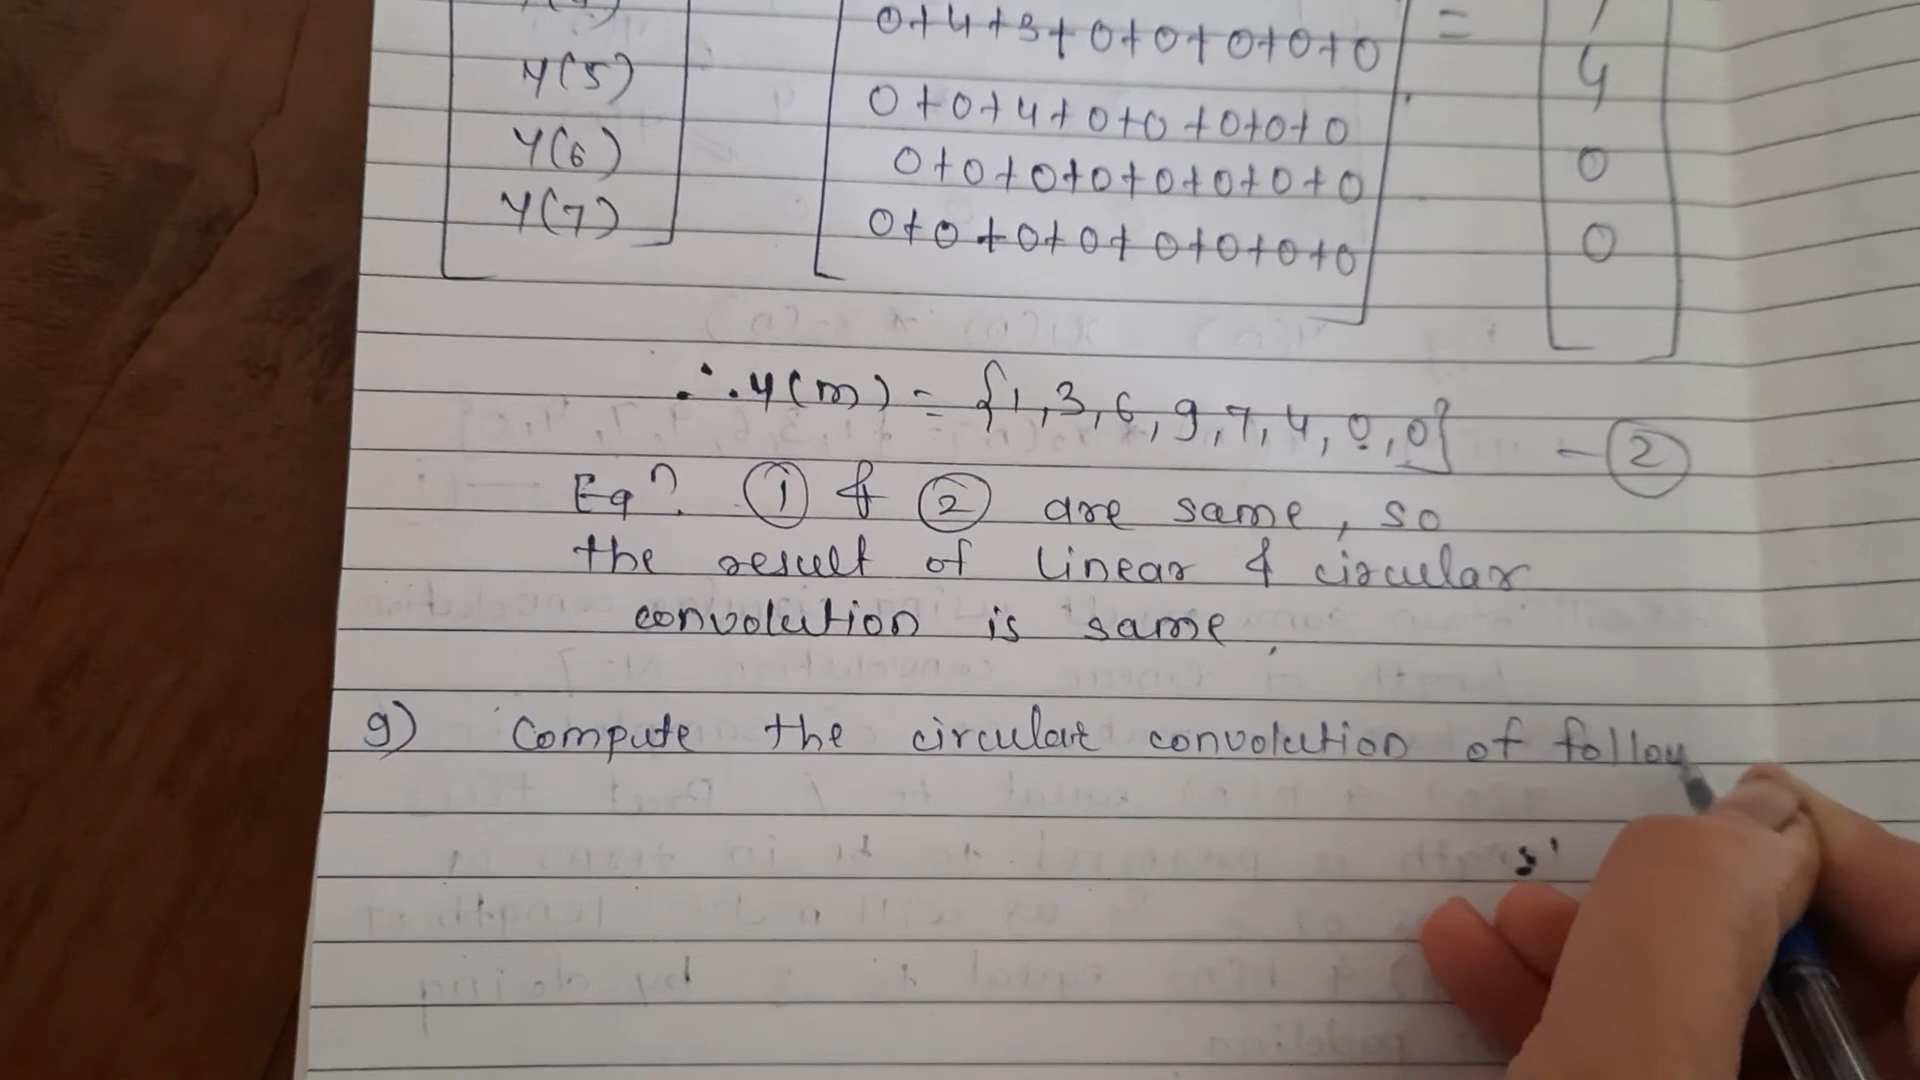 0+4+3+0+0+0+0+0 = 7
y(5) 0+0+4+0+0+0+0+0 4
y(6) 0+0+0+0+0+0+0+0 0
y(7) 0+0+0+0+0+0+0+0 0
∴ y(m) = {1,3,6,9,7,4,0,0} - ②
Eqn. ① & ② are same, so
the result of linear & circular
convolution is same.
9) Compute the circular convolution of follow